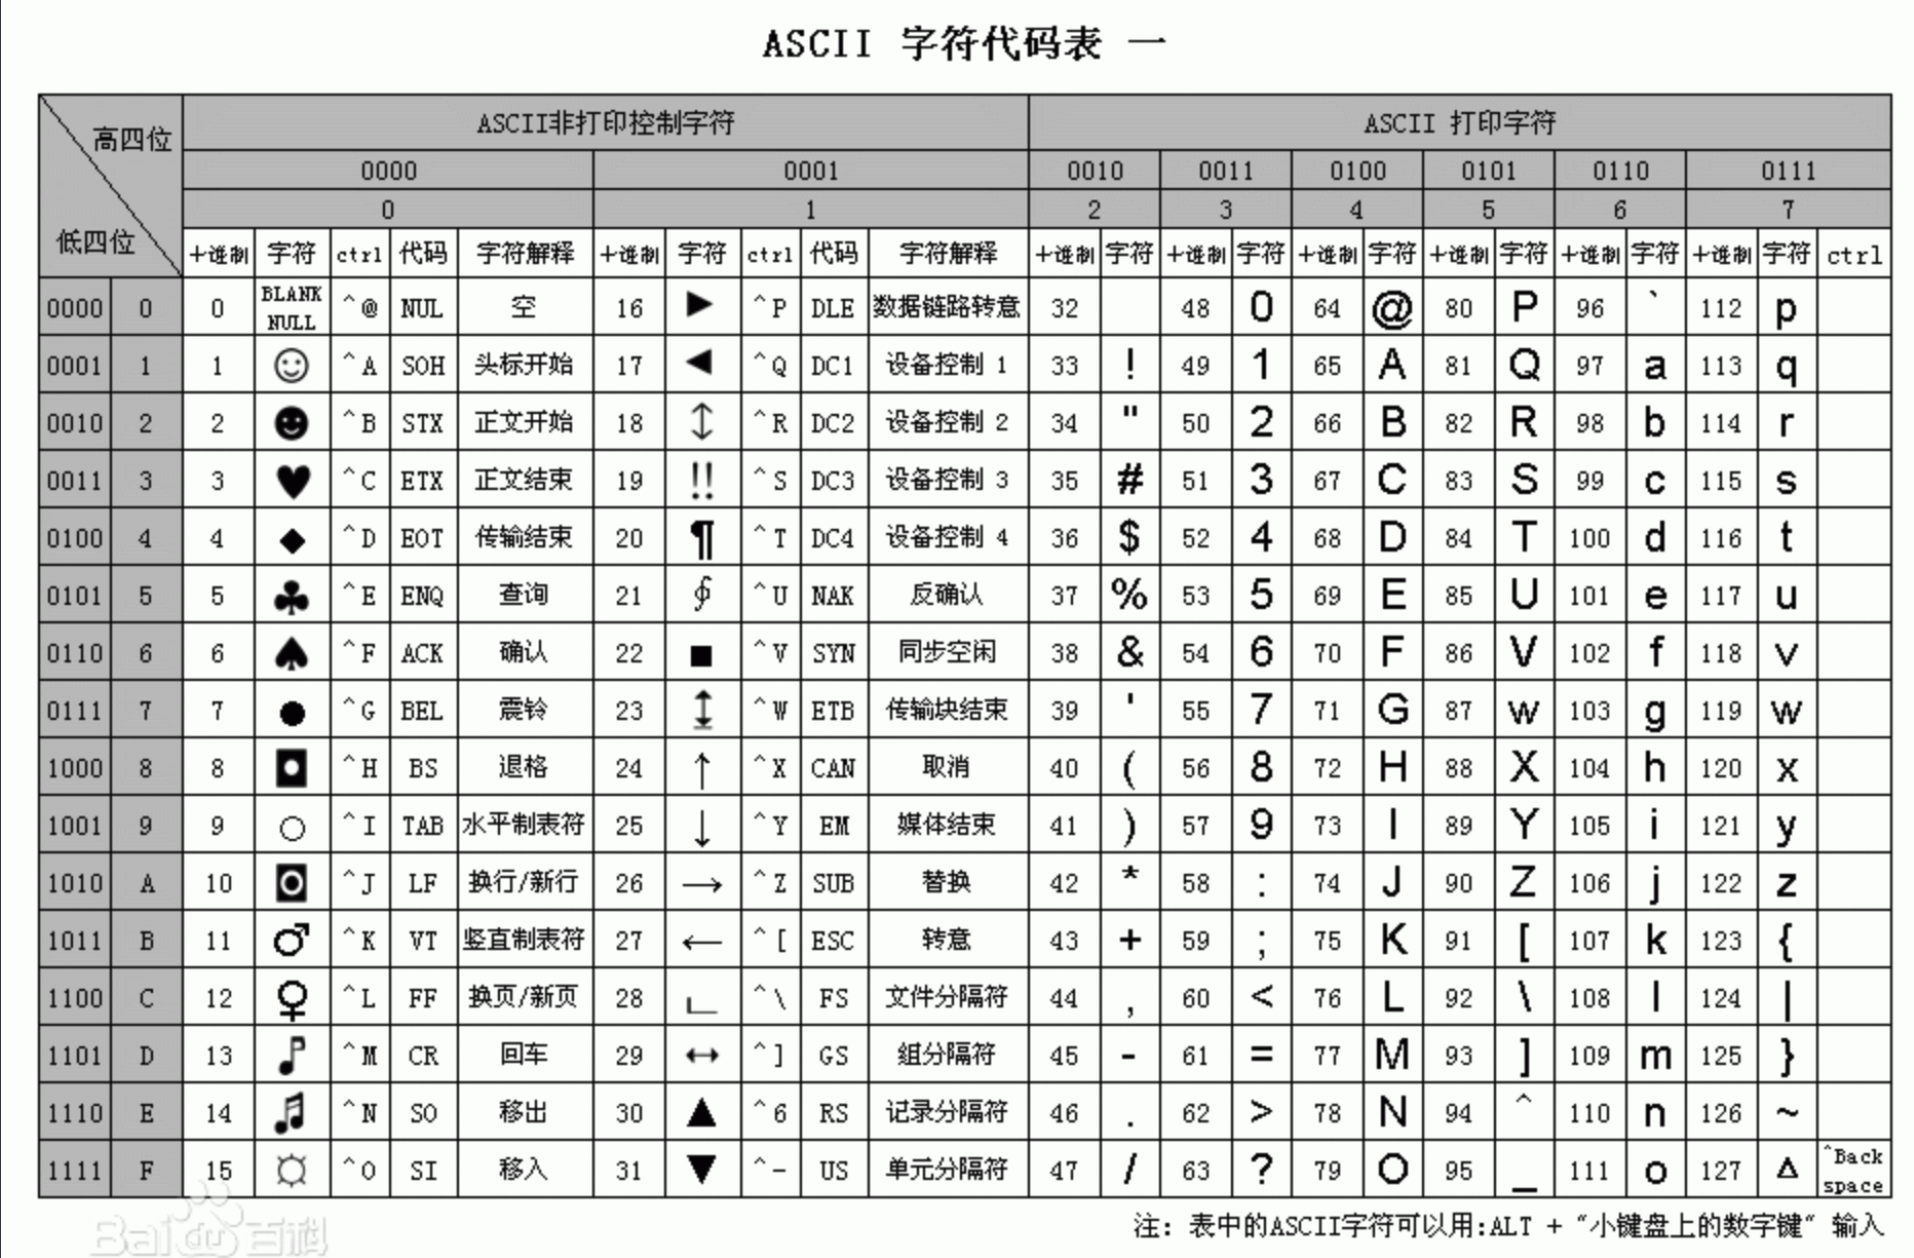 ASCII 字符代码表 一
高四位 ASCII非打印控制字符 ASCII 打印字符
0000 0001 0010 0011 0100 0101 0110 0111
0 1 2 3 4 5 6 7
低四位 十进制 字符 ctrl 代码 字符解释 十进制 字符 ctrl 代码 字符解释 十进制 字符 十进制 字符 十进制 字符 十进制 字符 十进制 字符 十进制 字符 ctrl
0000 0 0 BLANK NULL ^@ NUL 空 16 ► ^P DLE 数据链路转意 32 48 0 64 @ 80 P 96 ` 112 p
0001 1 1 ☺ ^A SOH 头标开始 17 ◄ ^Q DC1 设备控制 1 33 ! 49 1 65 A 81 Q 97 a 113 q
0010 2 2 ☻ ^B STX 正文开始 18 ↕ ^R DC2 设备控制 2 34 " 50 2 66 B 82 R 98 b 114 r
0011 3 3 ♥ ^C ETX 正文结束 19 !! ^S DC3 设备控制 3 35 # 51 3 67 C 83 S 99 c 115 s
0100 4 4 ◆ ^D EOT 传输结束 20 ¶ ^T DC4 设备控制 4 36 $ 52 4 68 D 84 T 100 d 116 t
0101 5 5 ♣ ^E ENQ 查询 21 ∮ ^U NAK 反确认 37 % 53 5 69 E 85 U 101 e 117 u
0110 6 6 ♠ ^F ACK 确认 22 ■ ^V SYN 同步空闲 38 & 54 6 70 F 86 V 102 f 118 v
0111 7 7 ● ^G BEL 震铃 23 ↨ ^W ETB 传输块结束 39 ' 55 7 71 G 87 w 103 g 119 w
1000 8 8 ◘ ^H BS 退格 24 ↑ ^X CAN 取消 40 ( 56 8 72 H 88 X 104 h 120 x
1001 9 9 ○ ^I TAB 水平制表符 25 ↓ ^Y EM 媒体结束 41 ) 57 9 73 I 89 Y 105 i 121 y
1010 A 10 ◙ ^J LF 换行/新行 26 → ^Z SUB 替换 42 * 58 : 74 J 90 Z 106 j 122 z
1011 B 11 ♂ ^K VT 竖直制表符 27 ← ^[ ESC 转意 43 + 59 ; 75 K 91 [ 107 k 123 {
1100 C 12 ♀ ^L FF 换页/新页 28 ∟ ^\ FS 文件分隔符 44 , 60 < 76 L 92 \ 108 l 124 |
1101 D 13 ♪ ^M CR 回车 29 ↔ ^] GS 组分隔符 45 - 61 = 77 M 93 ] 109 m 125 }
1110 E 14 ♫ ^N SO 移出 30 ▲ ^6 RS 记录分隔符 46 . 62 > 78 N 94 ^ 110 n 126 ~
1111 F 15 ☼ ^O SI 移入 31 ▼ ^- US 单元分隔符 47 / 63 ? 79 O 95 _ 111 o 127 Δ ^Back space
注: 表中的ASCII字符可以用:ALT + "小键盘上的数字键" 输入
Bai du 百科